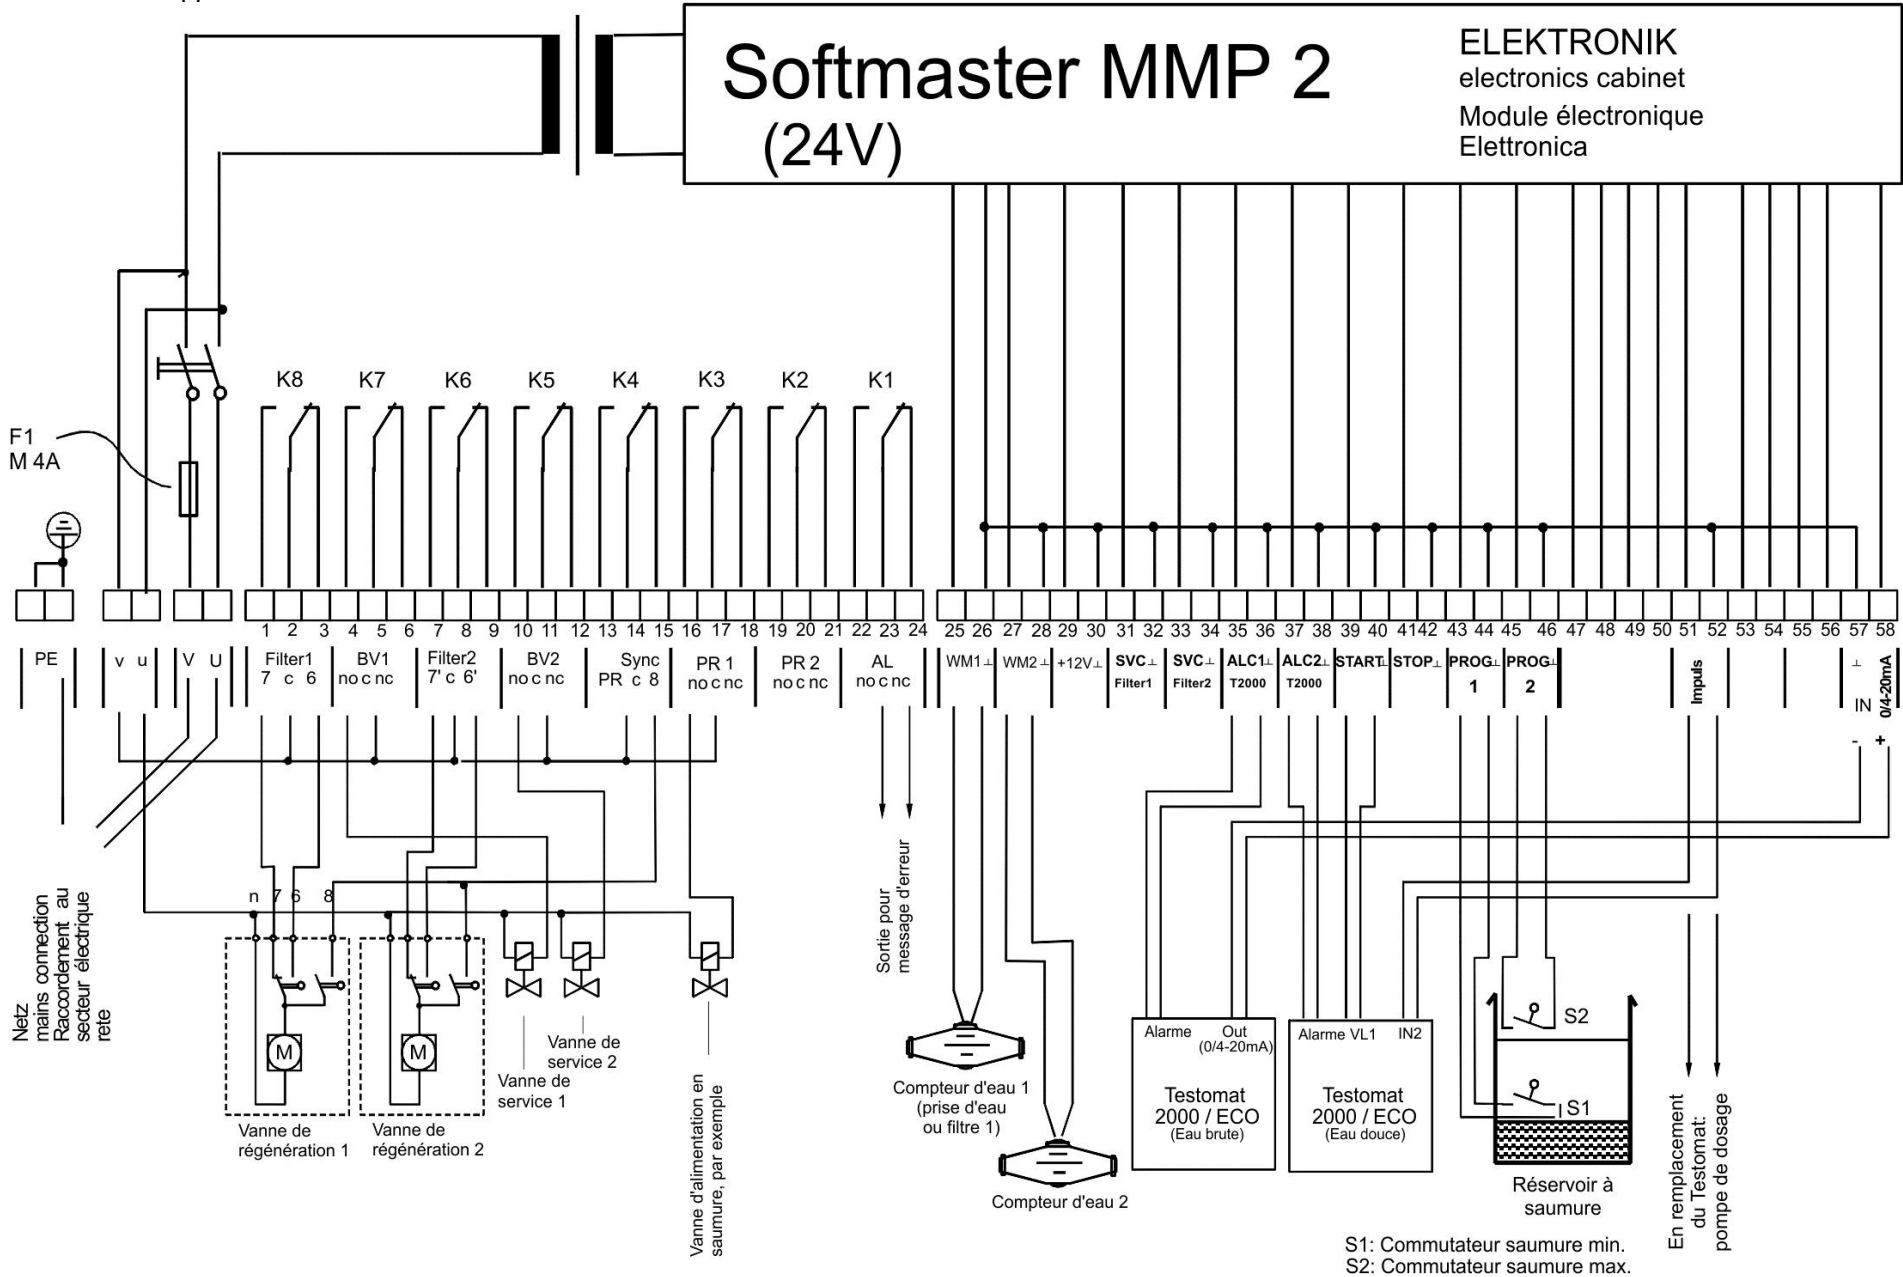 Softmaster MMP 2
(24V)
ELEKTRONIK
electronics cabinet
Module électronique
Elettronica
K8 K7 K6 K5 K4 K3 K2 K1
F1
M 4A
1 2 3 4 5 6 7 8 9 10 11 12 13 14 15 16 17 18 19 20 21 22 23 24 25 26 27 28 29 30 31 32 33 34 35 36 37 38 39 40 41 42 43 44 45 46 47 48 49 50 51 52 53 54 55 56 57 58
PE
v u
V U
Filter1
7 c 6
BV1
no c nc
Filter2
7' c 6'
BV2
no c nc
Sync
PR c 8
PR 1
no c nc
PR 2
no c nc
AL
no c nc
WM1 ⊥
WM2 ⊥
+12V ⊥
SVC ⊥
Filter1
SVC ⊥
Filter2
ALC1 ⊥
T2000
ALC2 ⊥
T2000
START ⊥
STOP ⊥
PROG ⊥
1
PROG ⊥
2
Impuls
⊥
IN
0/4-20mA
- +
n 7 6 8
Netz
mains connection
Raccordement au
secteur électrique
rete
M
M
Vanne de
régénération 1
Vanne de
régénération 2
Vanne de
service 1
Vanne de
service 2
Vanne d'alimentation en
saumure, par exemple
Sortie pour
message d'erreur
Compteur d'eau 1
(prise d'eau
ou filtre 1)
Compteur d'eau 2
Alarme Out
(0/4-20mA)
Testomat
2000 / ECO
(Eau brute)
Alarme VL1 IN2
Testomat
2000 / ECO
(Eau douce)
S2
S1
Réservoir à
saumure
En remplacement
du Testomat:
pompe de dosage
S1: Commutateur saumure min.
S2: Commutateur saumure max.